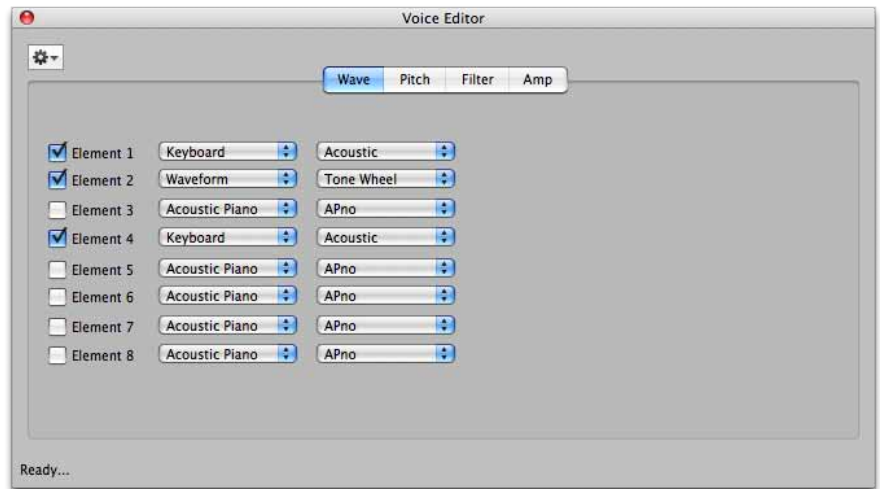 Voice Editor
Wave Pitch Filter Amp
Element 1 Keyboard Acoustic
Element 2 Waveform Tone Wheel
Element 3 Acoustic Piano APno
Element 4 Keyboard Acoustic
Element 5 Acoustic Piano APno
Element 6 Acoustic Piano APno
Element 7 Acoustic Piano APno
Element 8 Acoustic Piano APno
Ready...